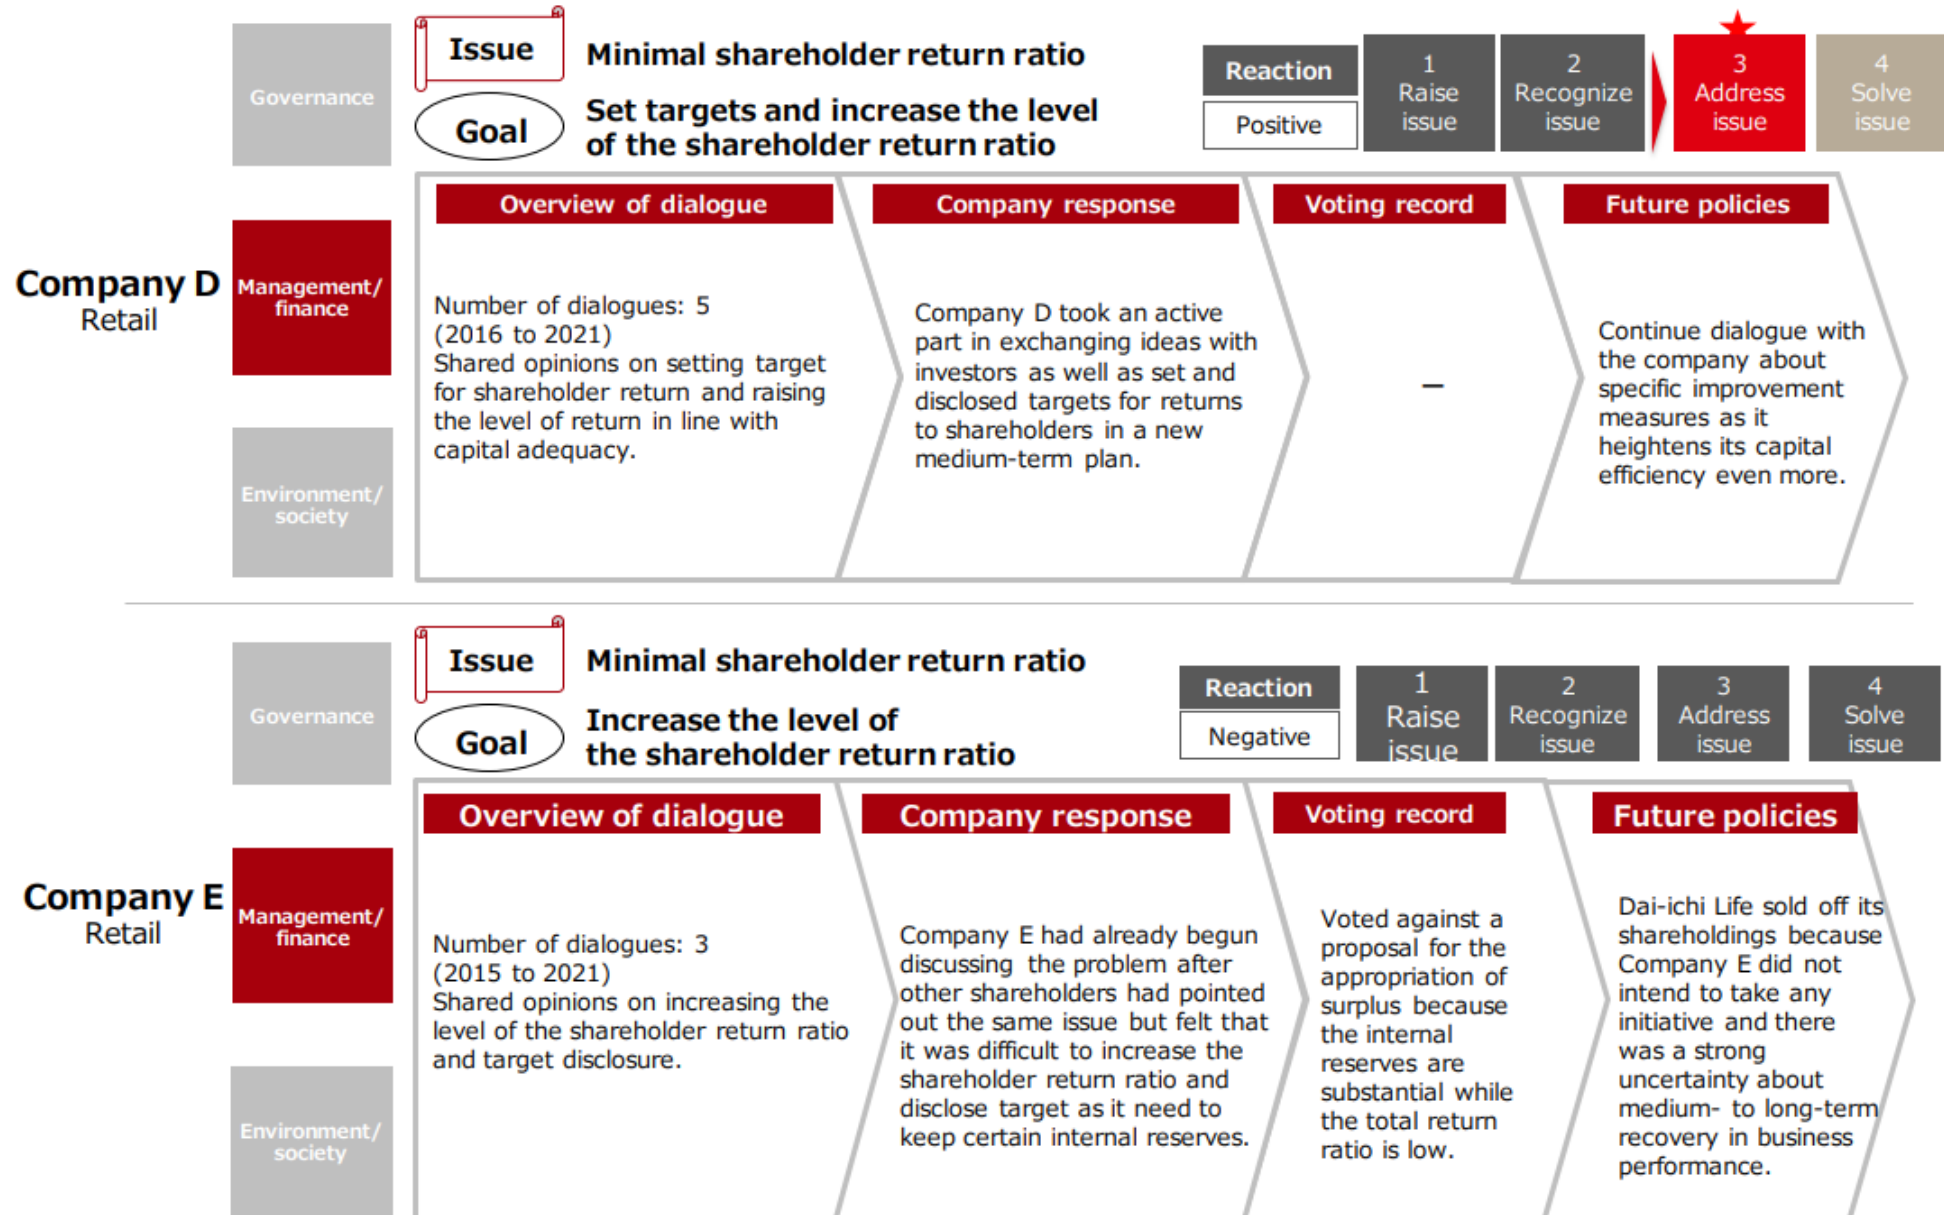 Governance
Issue
Minimal shareholder return ratio
Goal
Set targets and increase the level
of the shareholder return ratio
Reaction
Positive
1
Raise
issue
2
Recognize
issue
3
Address
issue
4
Solve
issue
Company D
Retail
Management/
finance
Environment/
society
Overview of dialogue
Number of dialogues: 5
(2016 to 2021)
Shared opinions on setting target
for shareholder return and raising
the level of return in line with
capital adequacy.
Company response
Company D took an active
part in exchanging ideas with
investors as well as set and
disclosed targets for returns
to shareholders in a new
medium-term plan.
Voting record
–
Future policies
Continue dialogue with
the company about
specific improvement
measures as it
heightens its capital
efficiency even more.
Governance
Issue
Minimal shareholder return ratio
Goal
Increase the level of
the shareholder return ratio
Reaction
Negative
1
Raise
issue
2
Recognize
issue
3
Address
issue
4
Solve
issue
Company E
Retail
Management/
finance
Environment/
society
Overview of dialogue
Number of dialogues: 3
(2015 to 2021)
Shared opinions on increasing the
level of the shareholder return ratio
and target disclosure.
Company response
Company E had already begun
discussing the problem after
other shareholders had pointed
out the same issue but felt that
it was difficult to increase the
shareholder return ratio and
disclose target as it need to
keep certain internal reserves.
Voting record
Voted against a
proposal for the
appropriation of
surplus because
the internal
reserves are
substantial while
the total return
ratio is low.
Future policies
Dai-ichi Life sold off its
shareholdings because
Company E did not
intend to take any
initiative and there
was a strong
uncertainty about
medium- to long-term
recovery in business
performance.